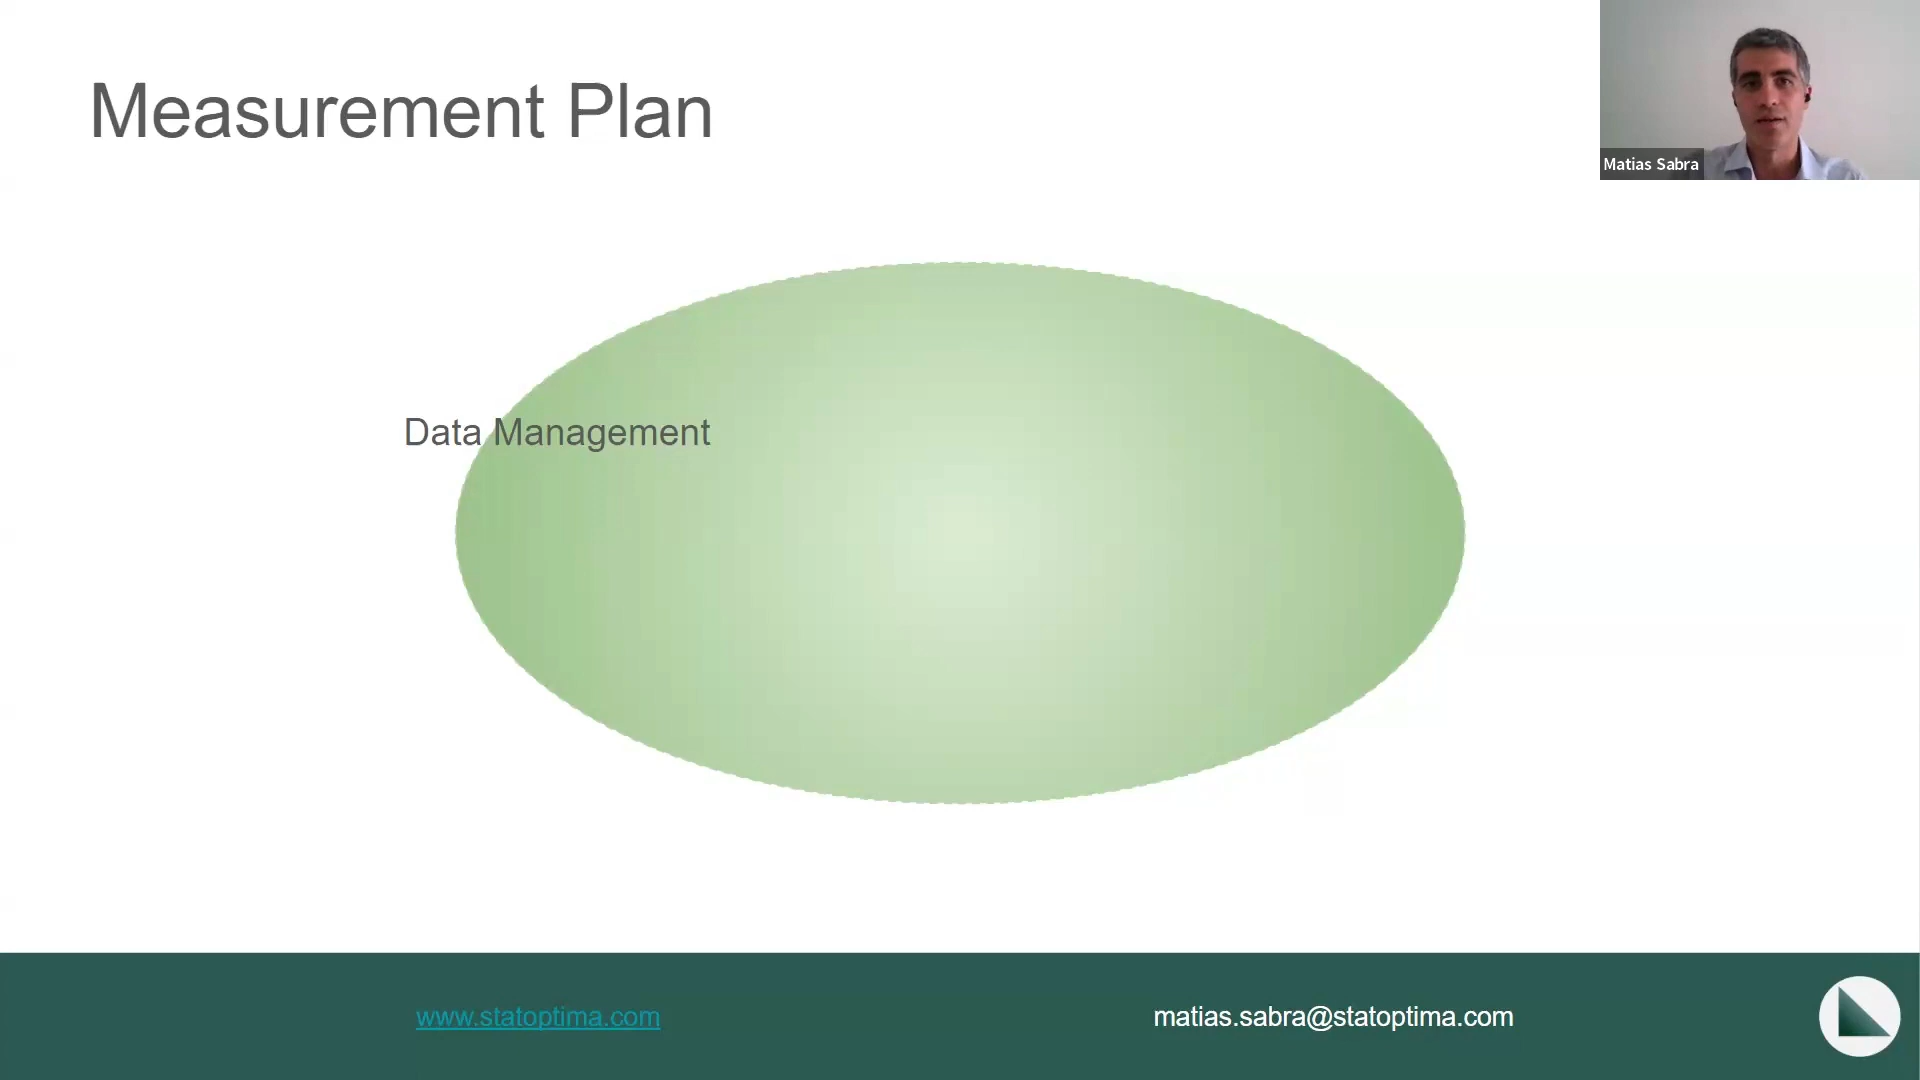 Measurement Plan
Matias Sabra
Data Management
www.statoptima.com
matias.sabra@statoptima.com